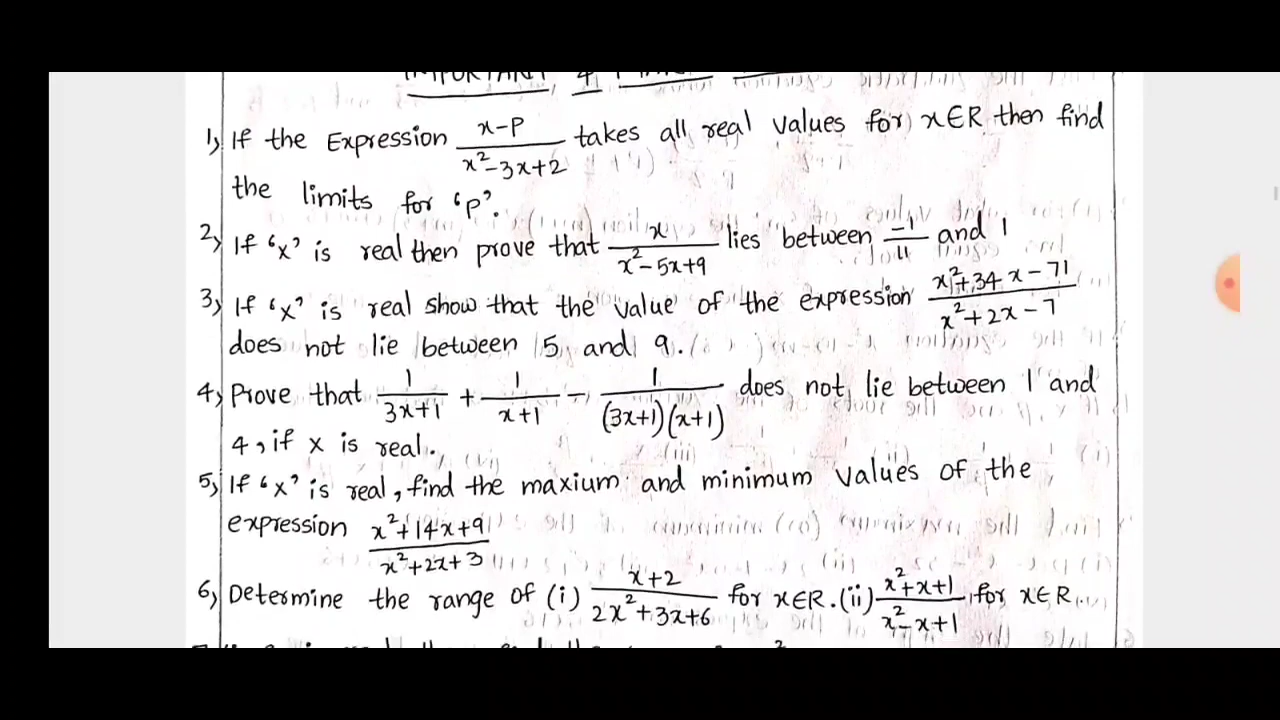 IMPORTANT 4
1) If the Expression x-P/x²-3x+2 takes all real values for x∈R then find
the limits for 'p'.
2) If 'x' is real then prove that x/x²-5x+9 lies between -1/11 and 1
3) If 'x' is real show that the value of the expression x²+34x-71/x²+2x-7
does not lie between 5 and 9.
4) Prove that 1/3x+1 + 1/x+1 - 1/(3x+1)(x+1) does not lie between 1 and
4, if x is real.
5) If 'x' is real, find the maxium and minimum values of the
expression x²+14x+9/x²+2x+3
6) Determine the range of (i) x+2/2x²+3x+6 for x∈R. (ii) x²+x+1/x²-x+1 for x∈R.